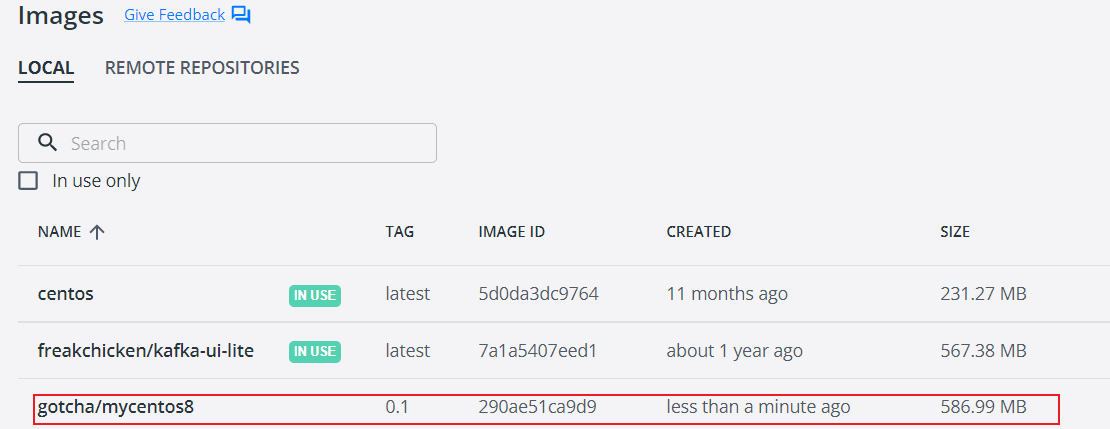 Images Give Feedback
LOCAL REMOTE REPOSITORIES
Search
In use only
NAME TAG IMAGE ID CREATED SIZE
centos IN USE latest 5d0da3dc9764 11 months ago 231.27 MB
freakchicken/kafka-ui-lite IN USE latest 7a1a5407eed1 about 1 year ago 567.38 MB
gotcha/mycentos8 0.1 290ae51ca9d9 less than a minute ago 586.99 MB